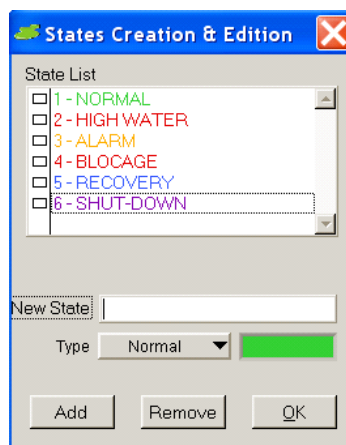 States Creation & Edition
State List
1 - NORMAL
2 - HIGH WATER
3 - ALARM
4 - BLOCAGE
5 - RECOVERY
6 - SHUT-DOWN
New State
Type Normal
Add Remove OK